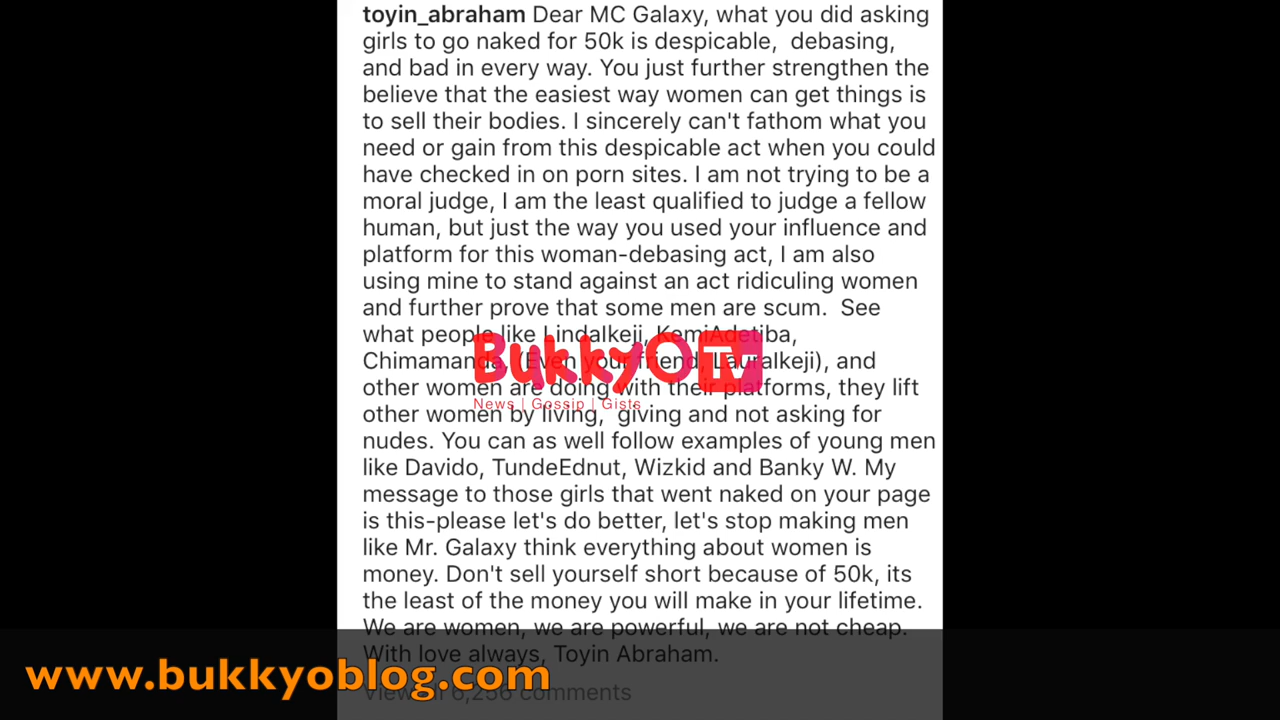 toyin_abraham Dear MC Galaxy, what you did asking
girls to go naked for 50k is despicable, debasing,
and bad in every way. You just further strengthen the
believe that the easiest way women can get things is
to sell their bodies. I sincerely can't fathom what you
need or gain from this despicable act when you could
have checked in on porn sites. I am not trying to be a
moral judge, I am the least qualified to judge a fellow
human, but just the way you used your influence and
platform for this woman-debasing act, I am also
using mine to stand against an act ridiculing women
and further prove that some men are scum. See
what people like LindaIkeji, KemiAdetiba,
Chimamanda, (Even your friend, LauraIkeji), and
other women are doing with their platforms, they lift
other women by living, giving and not asking for
nudes. You can as well follow examples of young men
like Davido, TundeEdnut, Wizkid and Banky W. My
message to those girls that went naked on your page
is this-please let's do better, let's stop making men
like Mr. Galaxy think everything about women is
money. Don't sell yourself short because of 50k, its
the least of the money you will make in your lifetime.
We are women, we are powerful, we are not cheap.
With love always, Toyin Abraham.
comments
BukkyO TV
News | Gossip | Gists
www.bukkyoblog.com